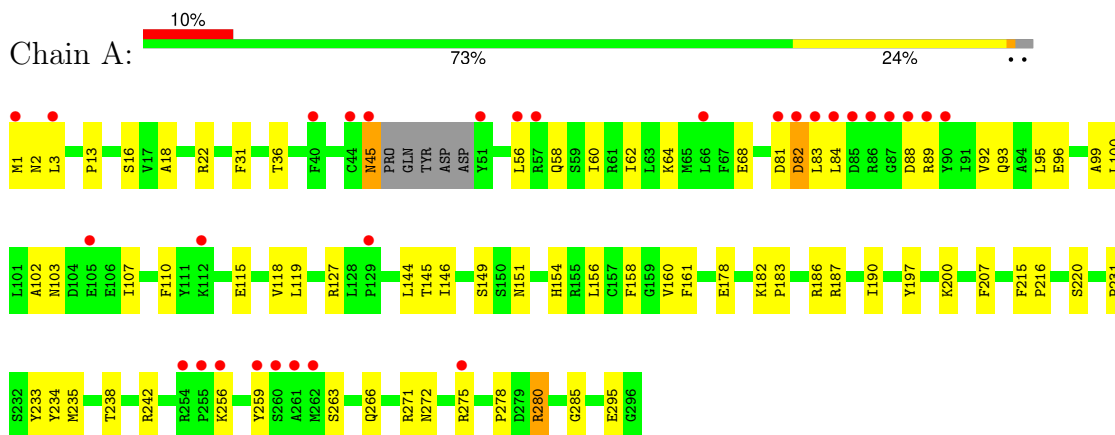 10%
Chain A:
73% 24% • •
M1 N2 L3 P13 S16 V17 A18 R22 F31 T36 F40 C44 N45 PRO GLN TYR ASP ASP Y51 L56 R57 Q58 S59 I60 R61 I62 L63 K64 M65 L66 F67 E68 D81 D82 L83 L84 D85 R86 G87 D88 R89 Y90 I91 V92 Q93 A94 L95 E96 A99 L100
L101 A102 N103 D104 E105 E106 I107 F110 Y111 K112 E115 V118 L119 R127 L128 P129 L144 T145 I146 S149 S150 N151 H154 R155 L156 C157 F158 G159 V160 F161 E178 K182 P183 R186 R187 I190 Y197 K200 F207 F215 P216 S220
S232 Y233 Y234 M235 T238 R242 R254 P255 K256 Y259 S260 A261 M262 S263 Q266 R271 N272 R275 P278 D279 R280 G285 E295 G296